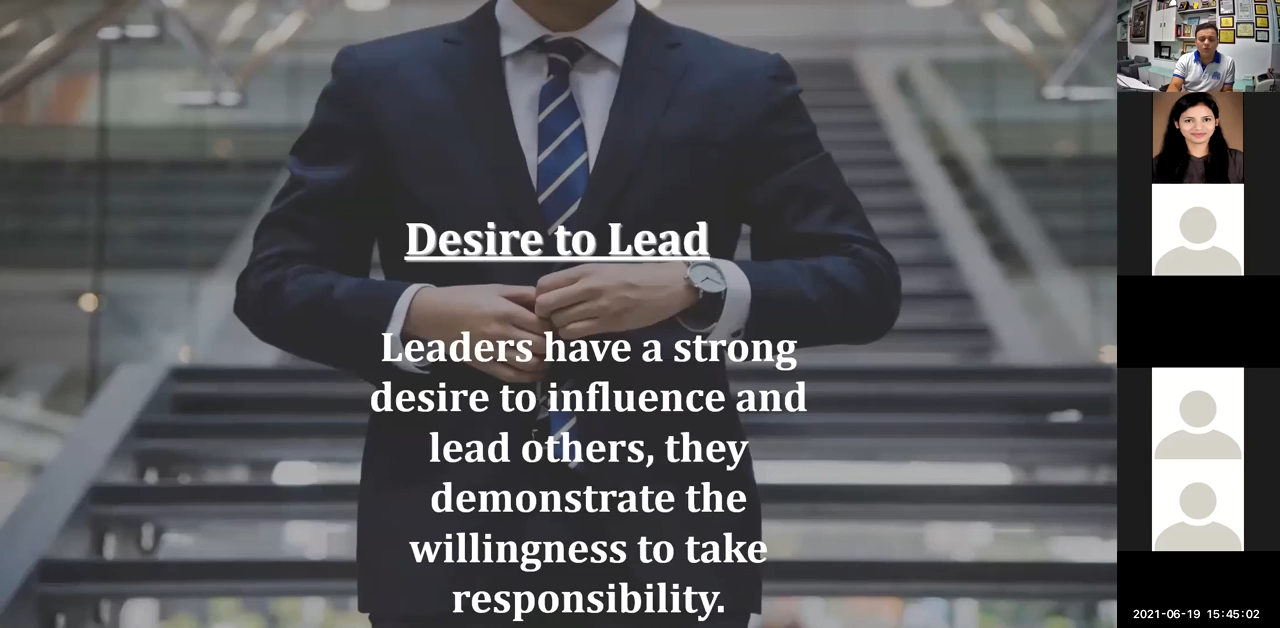 Desire to Lead
Leaders have a strong
desire to influence and
lead others, they
demonstrate the
willingness to take
responsibility.
2021-06-19 15:45:02